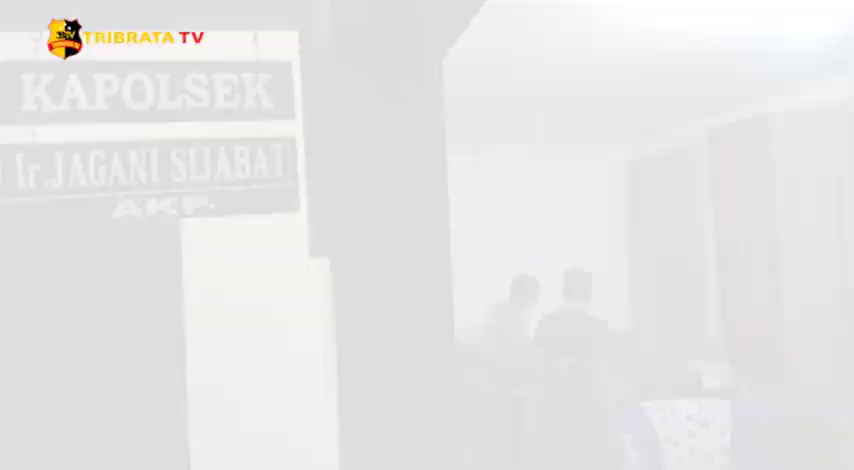 TRIBRATA TV
KAPOLSEK
Ir.JAGANI SIJABAT
AKP.